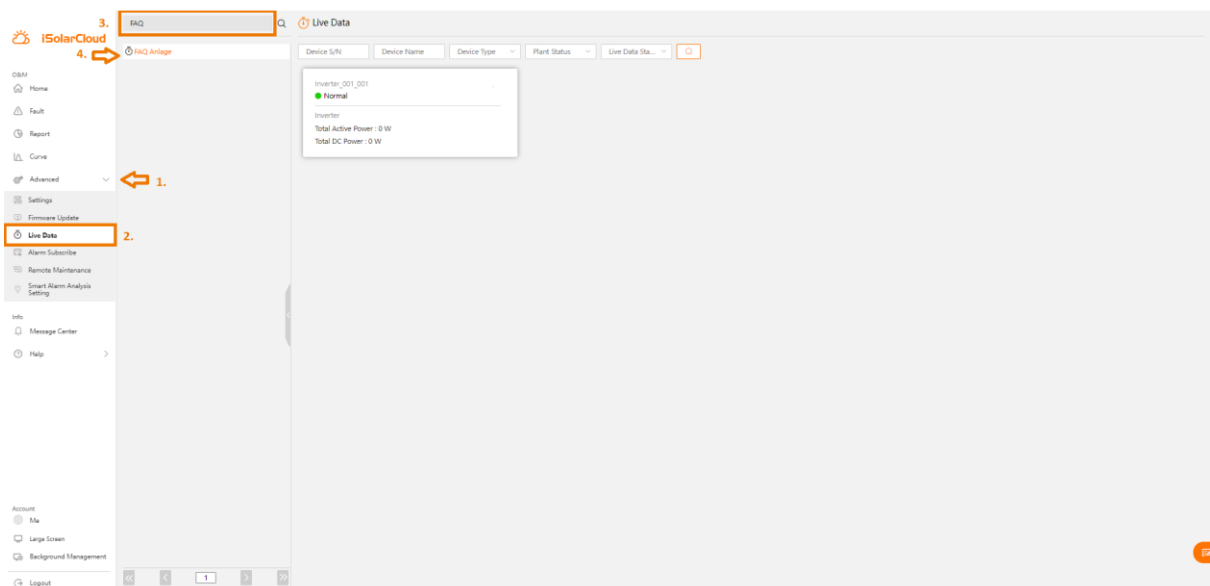 3.
FAQ
Live Data
iSolarCloud
4.
FAQ Anlage
Device S/N
Device Name
Device Type
Plant Status
Live Data Sta...
O&M
Home
Fault
Report
Curve
Advanced
1.
Settings
Firmware Update
Live Data
2.
Alarm Subscribe
Remote Maintenance
Smart Alarm Analysis
Setting
Info
Message Center
Help
Account
Me
Large Screen
Background Management
Logout
Inverter_001_001
Normal
Inverter
Total Active Power : 0 W
Total DC Power : 0 W
1